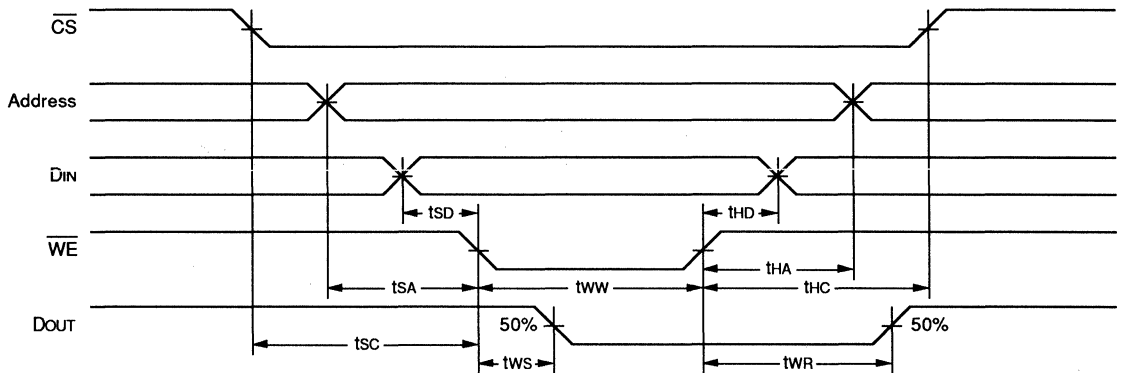 CS
Address
DIN
tSD
tHD
WE
tHA
tSA
tWW
tHC
DOUT
50%
50%
tSC
tWS
tWR